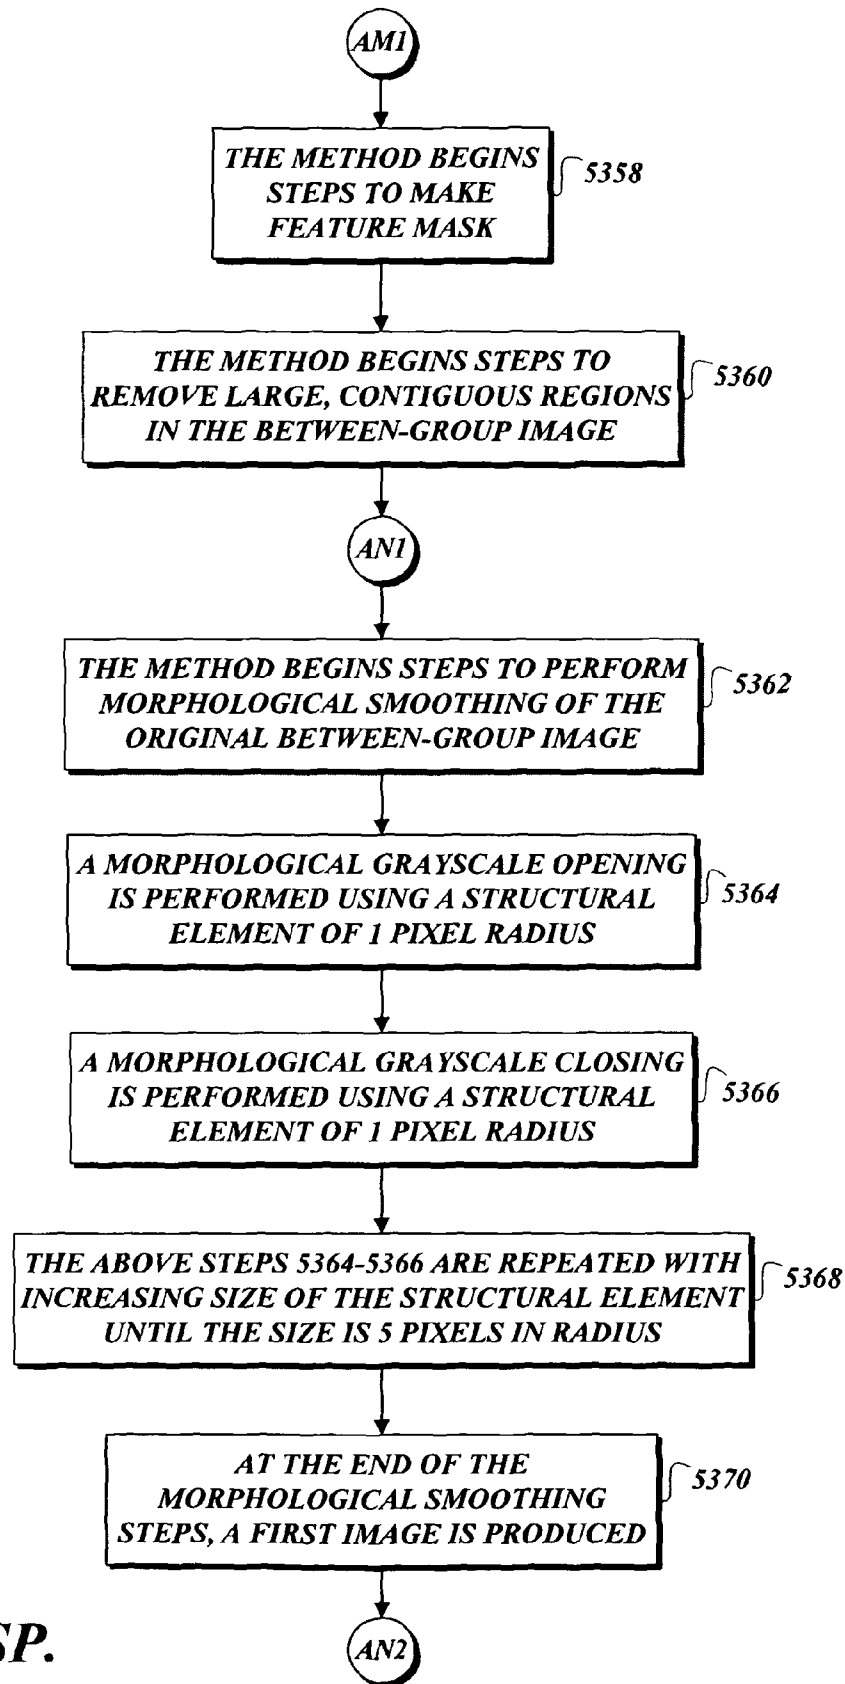 AM1
THE METHOD BEGINS
STEPS TO MAKE
FEATURE MASK
5358
THE METHOD BEGINS STEPS TO
REMOVE LARGE, CONTIGUOUS REGIONS
IN THE BETWEEN-GROUP IMAGE
5360
AN1
THE METHOD BEGINS STEPS TO PERFORM
MORPHOLOGICAL SMOOTHING OF THE
ORIGINAL BETWEEN-GROUP IMAGE
5362
A MORPHOLOGICAL GRAYSCALE OPENING
IS PERFORMED USING A STRUCTURAL
ELEMENT OF 1 PIXEL RADIUS
5364
A MORPHOLOGICAL GRAYSCALE CLOSING
IS PERFORMED USING A STRUCTURAL
ELEMENT OF 1 PIXEL RADIUS
5366
THE ABOVE STEPS 5364-5366 ARE REPEATED WITH
INCREASING SIZE OF THE STRUCTURAL ELEMENT
UNTIL THE SIZE IS 5 PIXELS IN RADIUS
5368
AT THE END OF THE
MORPHOLOGICAL SMOOTHING
STEPS, A FIRST IMAGE IS PRODUCED
5370
SP.
AN2